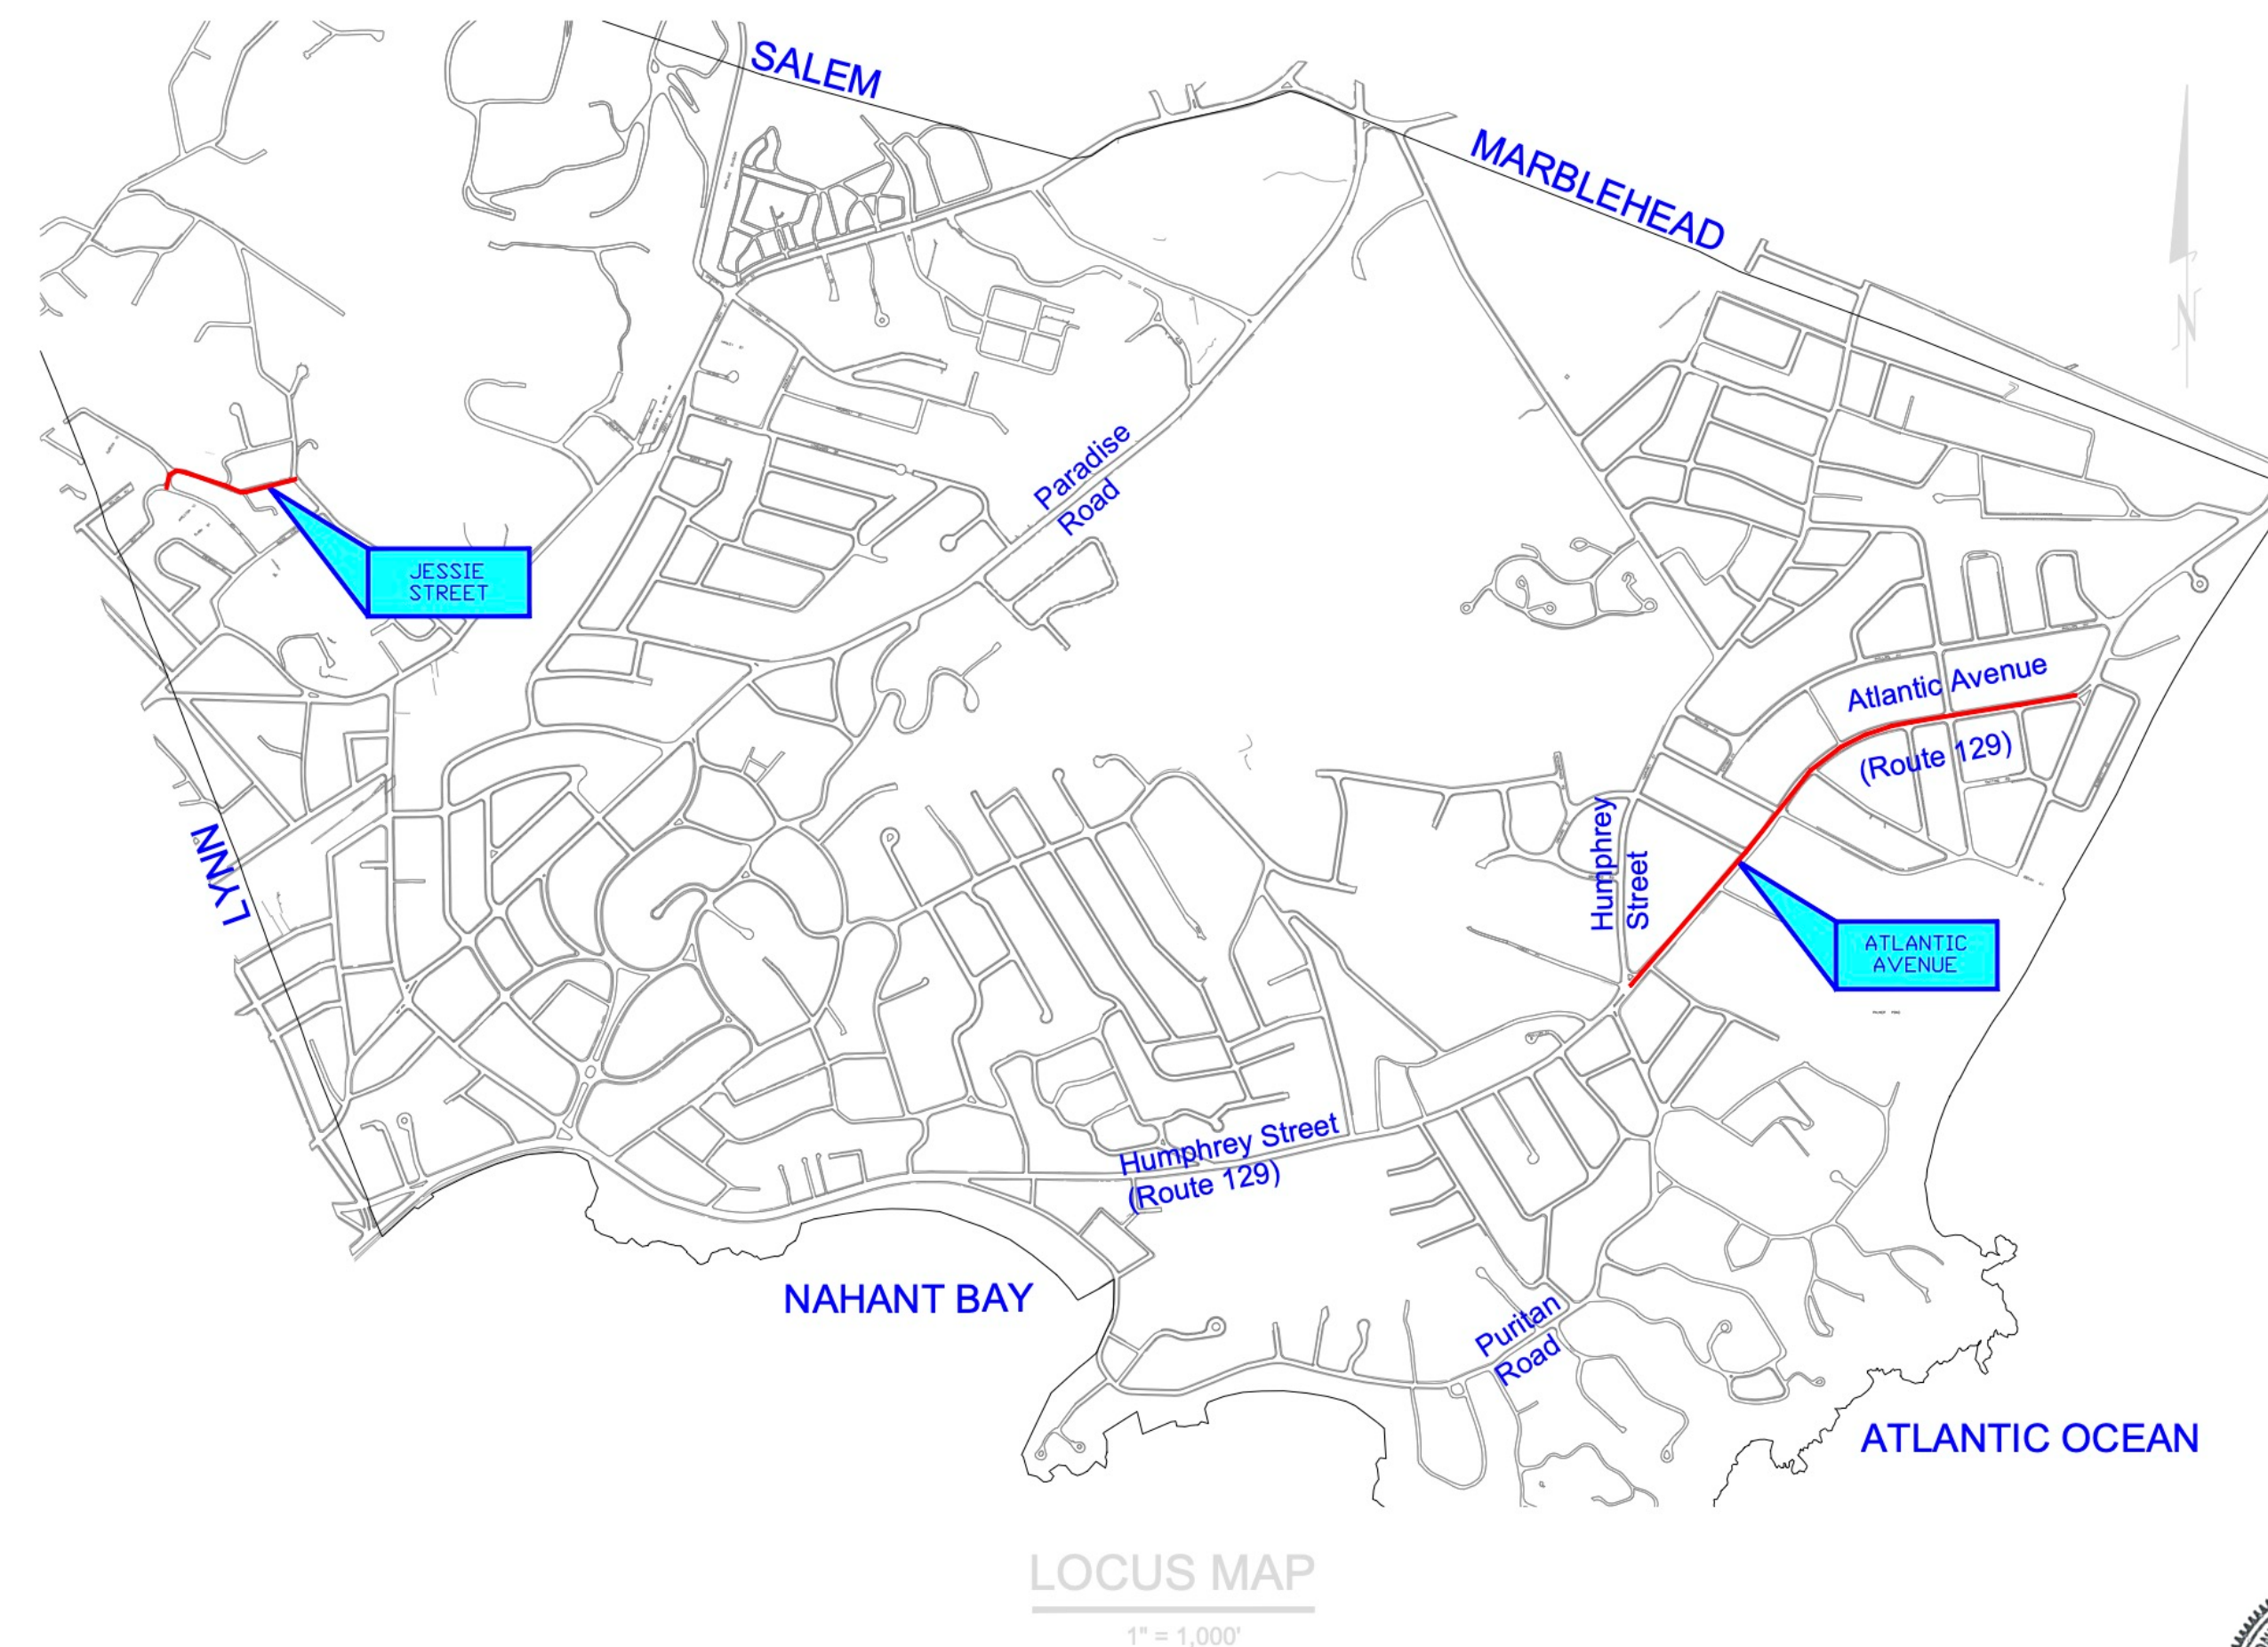 SALEM
MARBLEHEAD
N
Paradise
Road
JESSIE
STREET
Atlantic Avenue
(Route 129)
Humphrey
Street
LYNN
ATLANTIC
AVENUE
Humphrey Street
(Route 129)
NAHANT BAY
Puritan
Road
ATLANTIC OCEAN
LOCUS MAP
1" = 1,000'